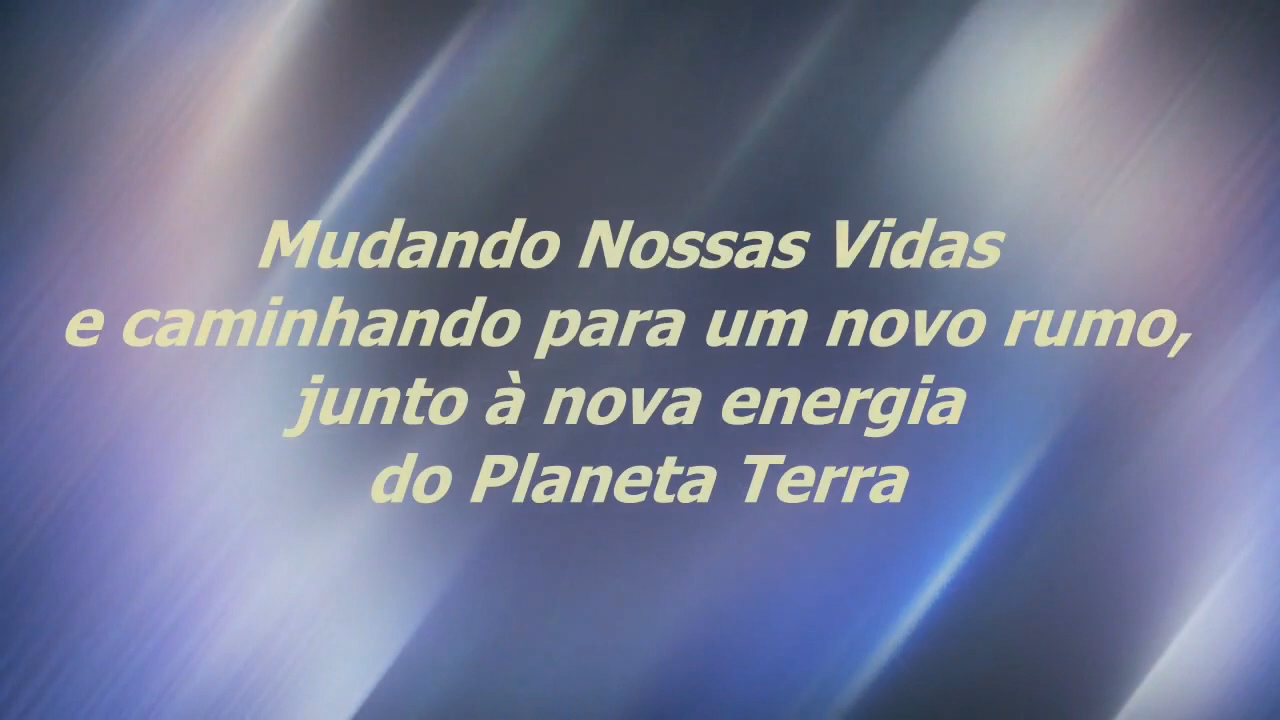 Mudando Nossas Vidas
e caminhando para um novo rumo,
junto à nova energia
do Planeta Terra